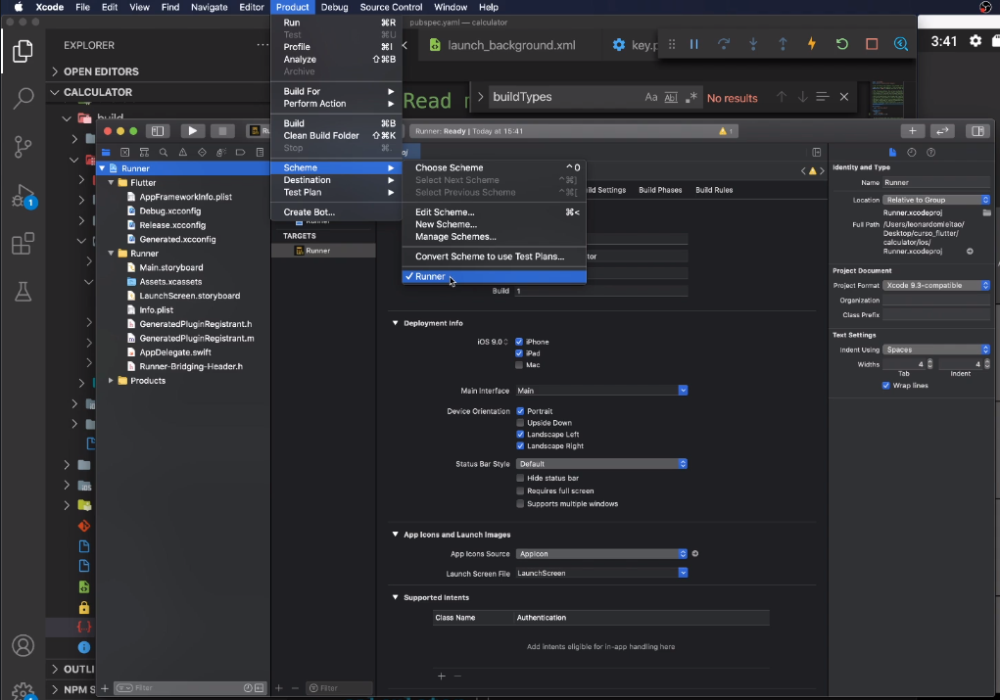 Xcode File Edit View Find Navigate Editor Product Debug Source Control Window Help
pubspec.yaml — calculator
EXPLORER
OPEN EDITORS
CALCULATOR
build
launch_background.xml
key.p
3:41
Read
buildTypes
Aa Ab
No results
Run ⌘R
Test ⌘U
Profile ⌘I
Analyze ⇧⌘B
Archive
Build For
Perform Action
Build ⌘B
Clean Build Folder ⇧⌘K
Stop ⌘.
Scheme
Destination
Test Plan
Create Bot...
Choose Scheme ^0
Select Next Scheme ^⌘]
Select Previous Scheme ^⌘[
Edit Scheme... ⌘<
New Scheme...
Manage Schemes...
Convert Scheme to use Test Plans...
✓ Runner
Runner: Ready | Today at 15:41
1
Ru
Runner
Flutter
AppFrameworkInfo.plist
Debug.xcconfig
Release.xcconfig
Generated.xcconfig
Runner
Main.storyboard
Assets.xcassets
LaunchScreen.storyboard
Info.plist
GeneratedPluginRegistrant.h
GeneratedPluginRegistrant.m
AppDelegate.swift
Runner-Bridging-Header.h
Products
Runner
TARGETS
Runner
ild Settings Build Phases Build Rules
tor
Build 1
Deployment Info
iOS 9.0 iPhone
iPad
Mac
Main Interface Main
Device Orientation Portrait
Upside Down
Landscape Left
Landscape Right
Status Bar Style Default
Hide status bar
Requires full screen
Supports multiple windows
App Icons and Launch Images
App Icons Source AppIcon
Launch Screen File LaunchScreen
Supported Intents
Class Name Authentication
Add intents eligible for in-app handling here
Identity and Type
Name Runner
Location Relative to Group
Runner.xcodeproj
Full Path /Users/leonardomleitao/
Desktop/curso_flutter/
calculator/ios/
Runner.xcodeproj
Project Document
Project Format Xcode 9.3-compatible
Organization
Class Prefix
Text Settings
Indent Using Spaces
Widths 4 4
Tab Indent
Wrap lines
1
OUTLI
NPM S
Filter
Filter